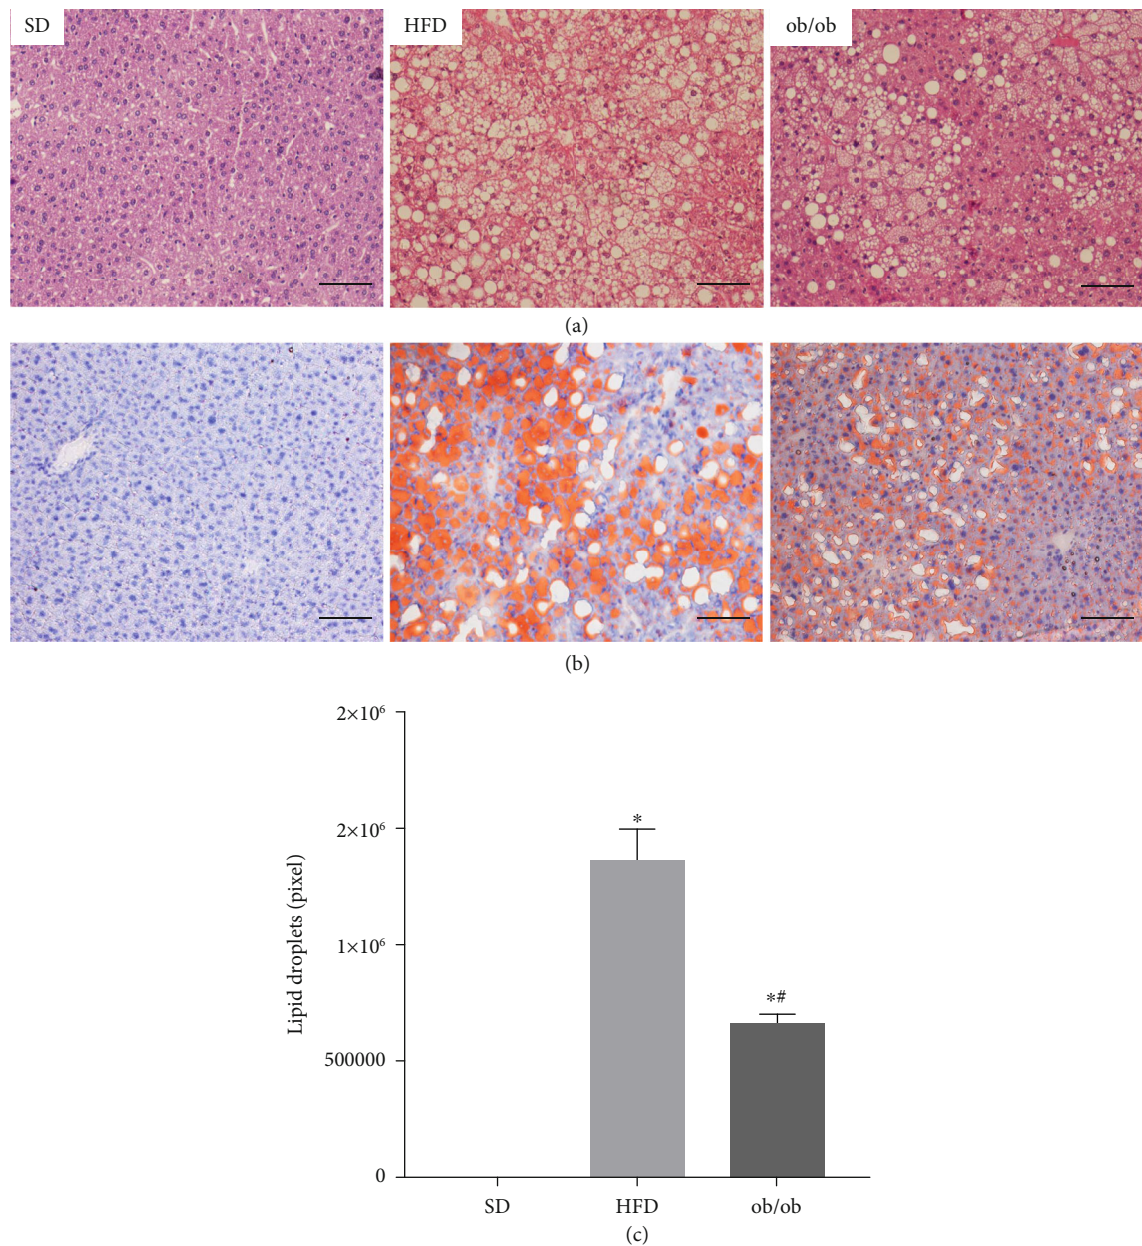 SD
HFD
ob/ob
(a)
(b)
2×10⁶
2×10⁶
1×10⁶
500000
0
Lipid droplets (pixel)
*
*#
SD
HFD
ob/ob
(c)